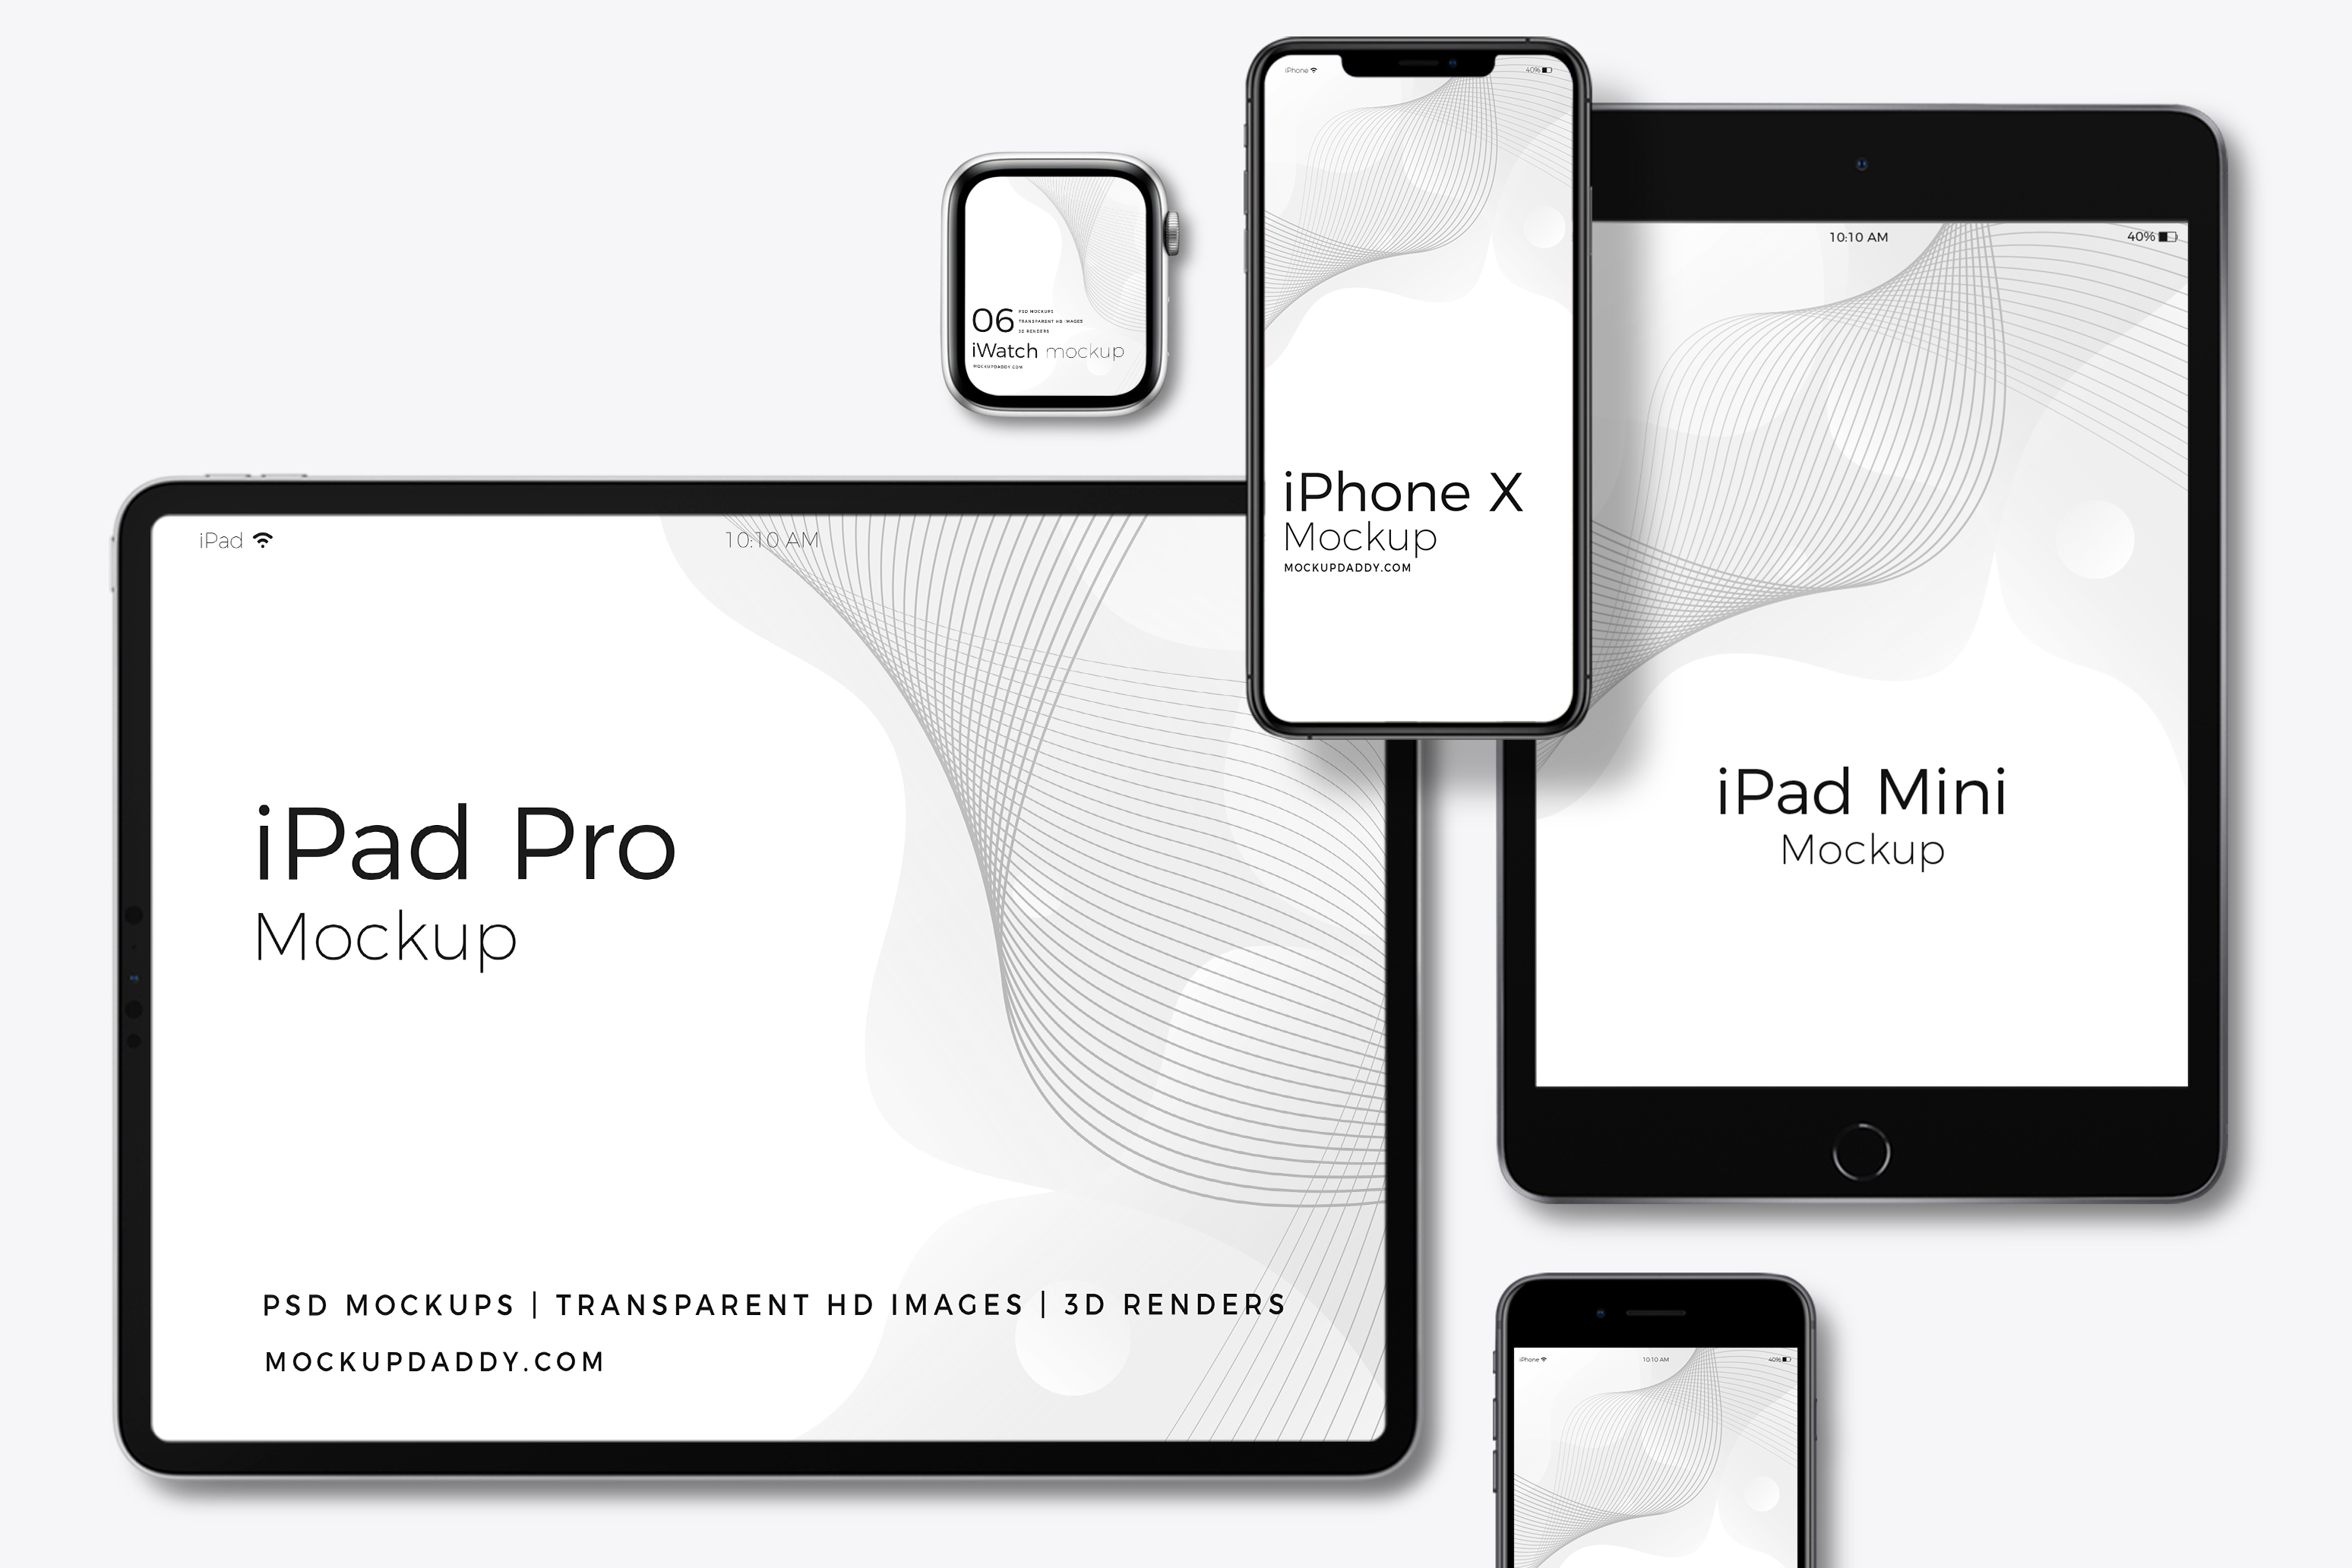 iPhone
40%
10:10 AM
40%
06
PSD MOCKUPS
TRANSPARENT HD IMAGES
3D RENDERS
iWatch mockup
MOCKUPDADDY.COM
iPhone X
Mockup
MOCKUPDADDY.COM
iPad
10:10 AM
iPad Pro
Mockup
PSD MOCKUPS | TRANSPARENT HD IMAGES | 3D RENDERS
MOCKUPDADDY.COM
iPad Mini
Mockup
iPhone
10:10 AM
40%